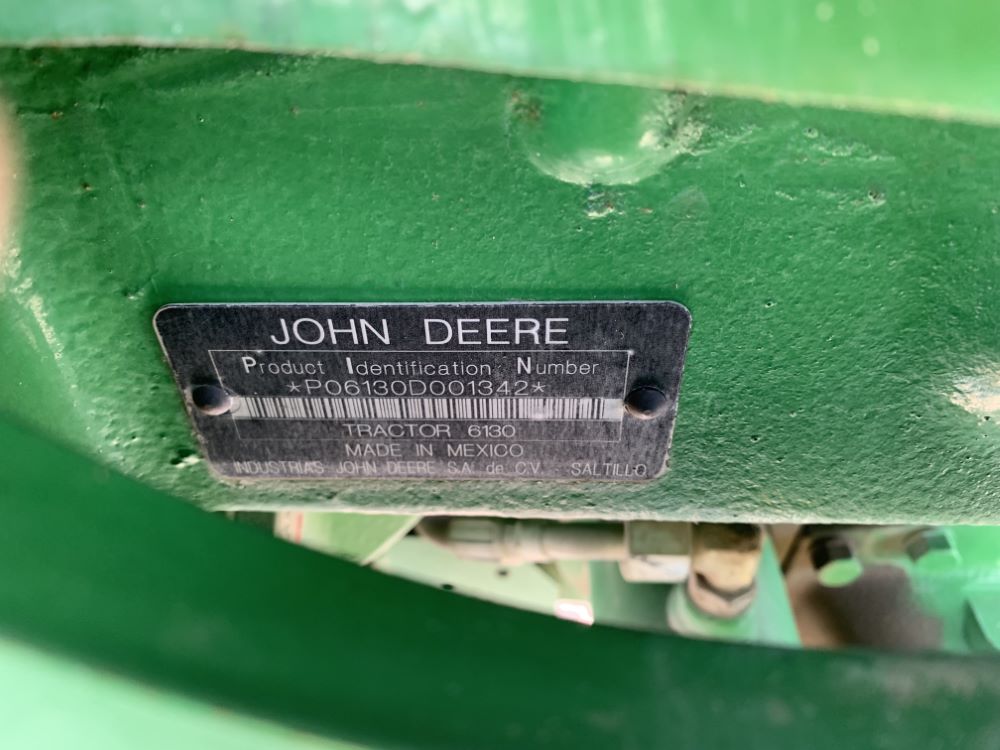 JOHN DEERE
Product Identification Number
*P06130D001342*
TRACTOR 6130
MADE IN MEXICO
INDUSTRIAS JOHN DEERE S.A. de C.V. SALTILLO